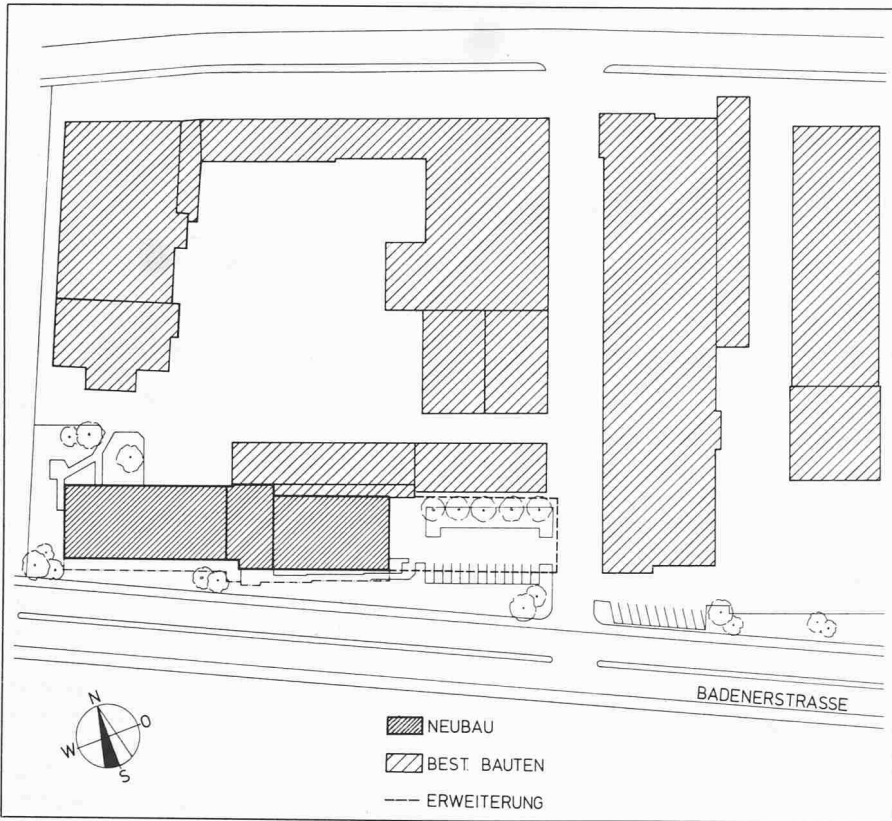 BADENERSTRASSE
N
O
W
S
NEUBAU
BEST. BAUTEN
ERWEITERUNG